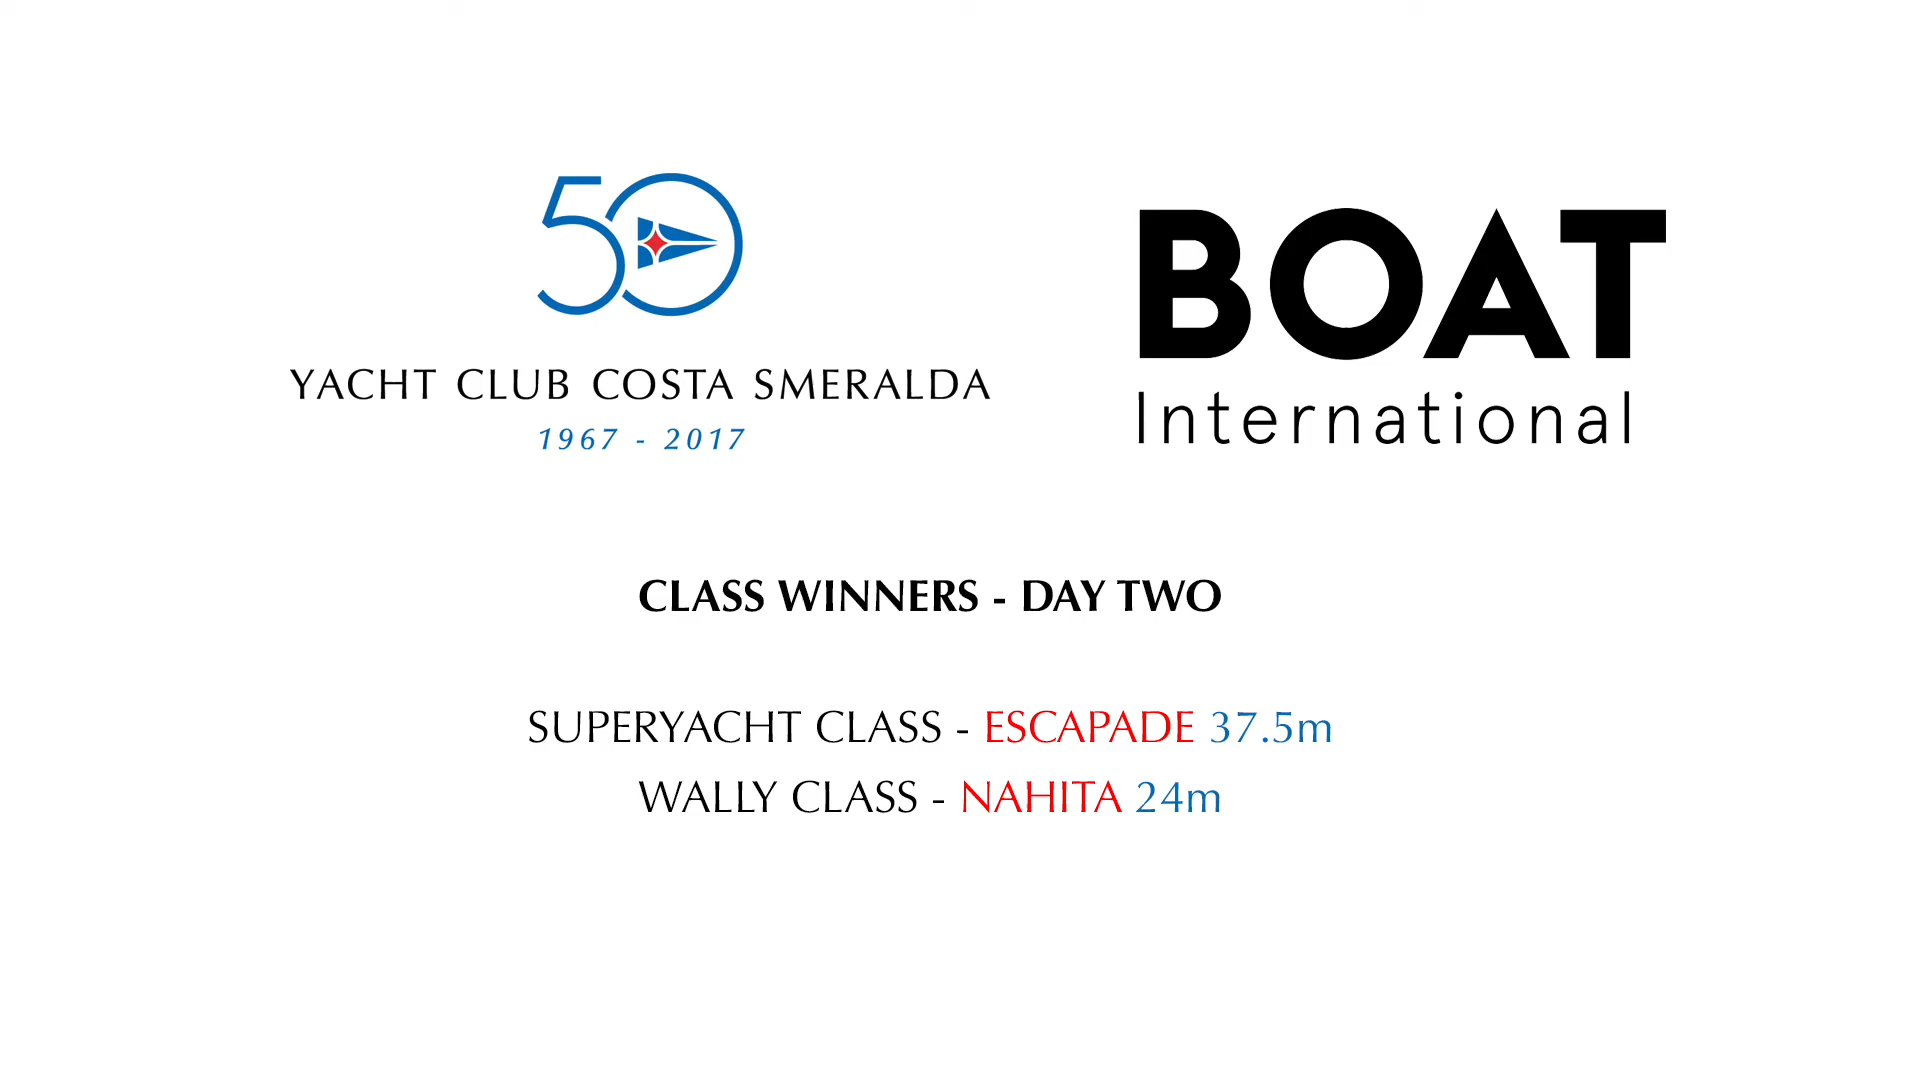 50
YACHT CLUB COSTA SMERALDA
1967 - 2017
BOAT
International
CLASS WINNERS - DAY TWO
SUPERYACHT CLASS - ESCAPADE 37.5m
WALLY CLASS - NAHITA 24m